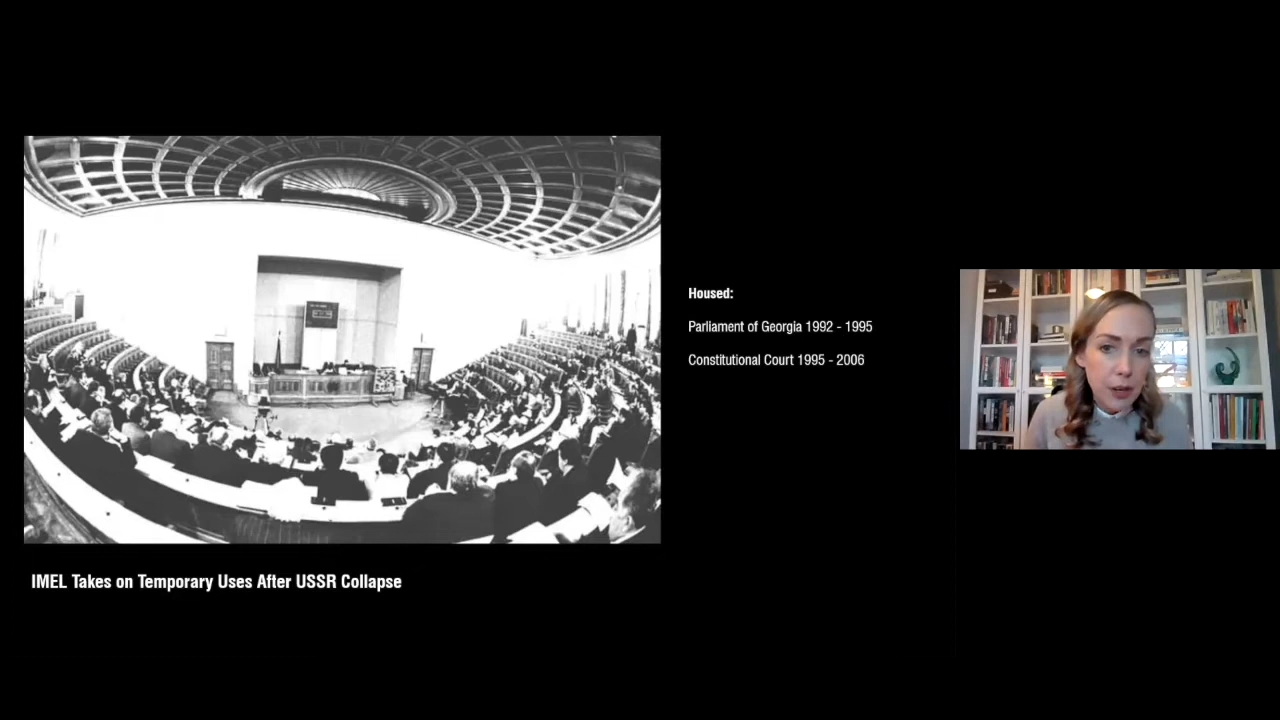 Housed:
Parliament of Georgia 1992 - 1995
Constitutional Court 1995 - 2006
IMEL Takes on Temporary Uses After USSR Collapse